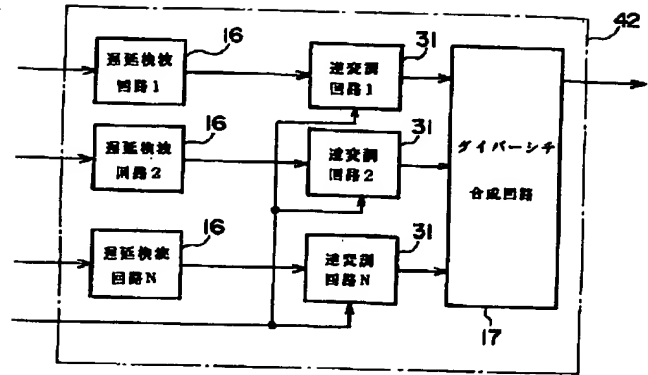 16
31
42
遅延検波
回路1
逆変調
回路1
16
31
遅延検波
回路2
逆変調
回路2
ダイバーシチ
合成回路
16
31
遅延検波
回路N
逆変調
回路N
17